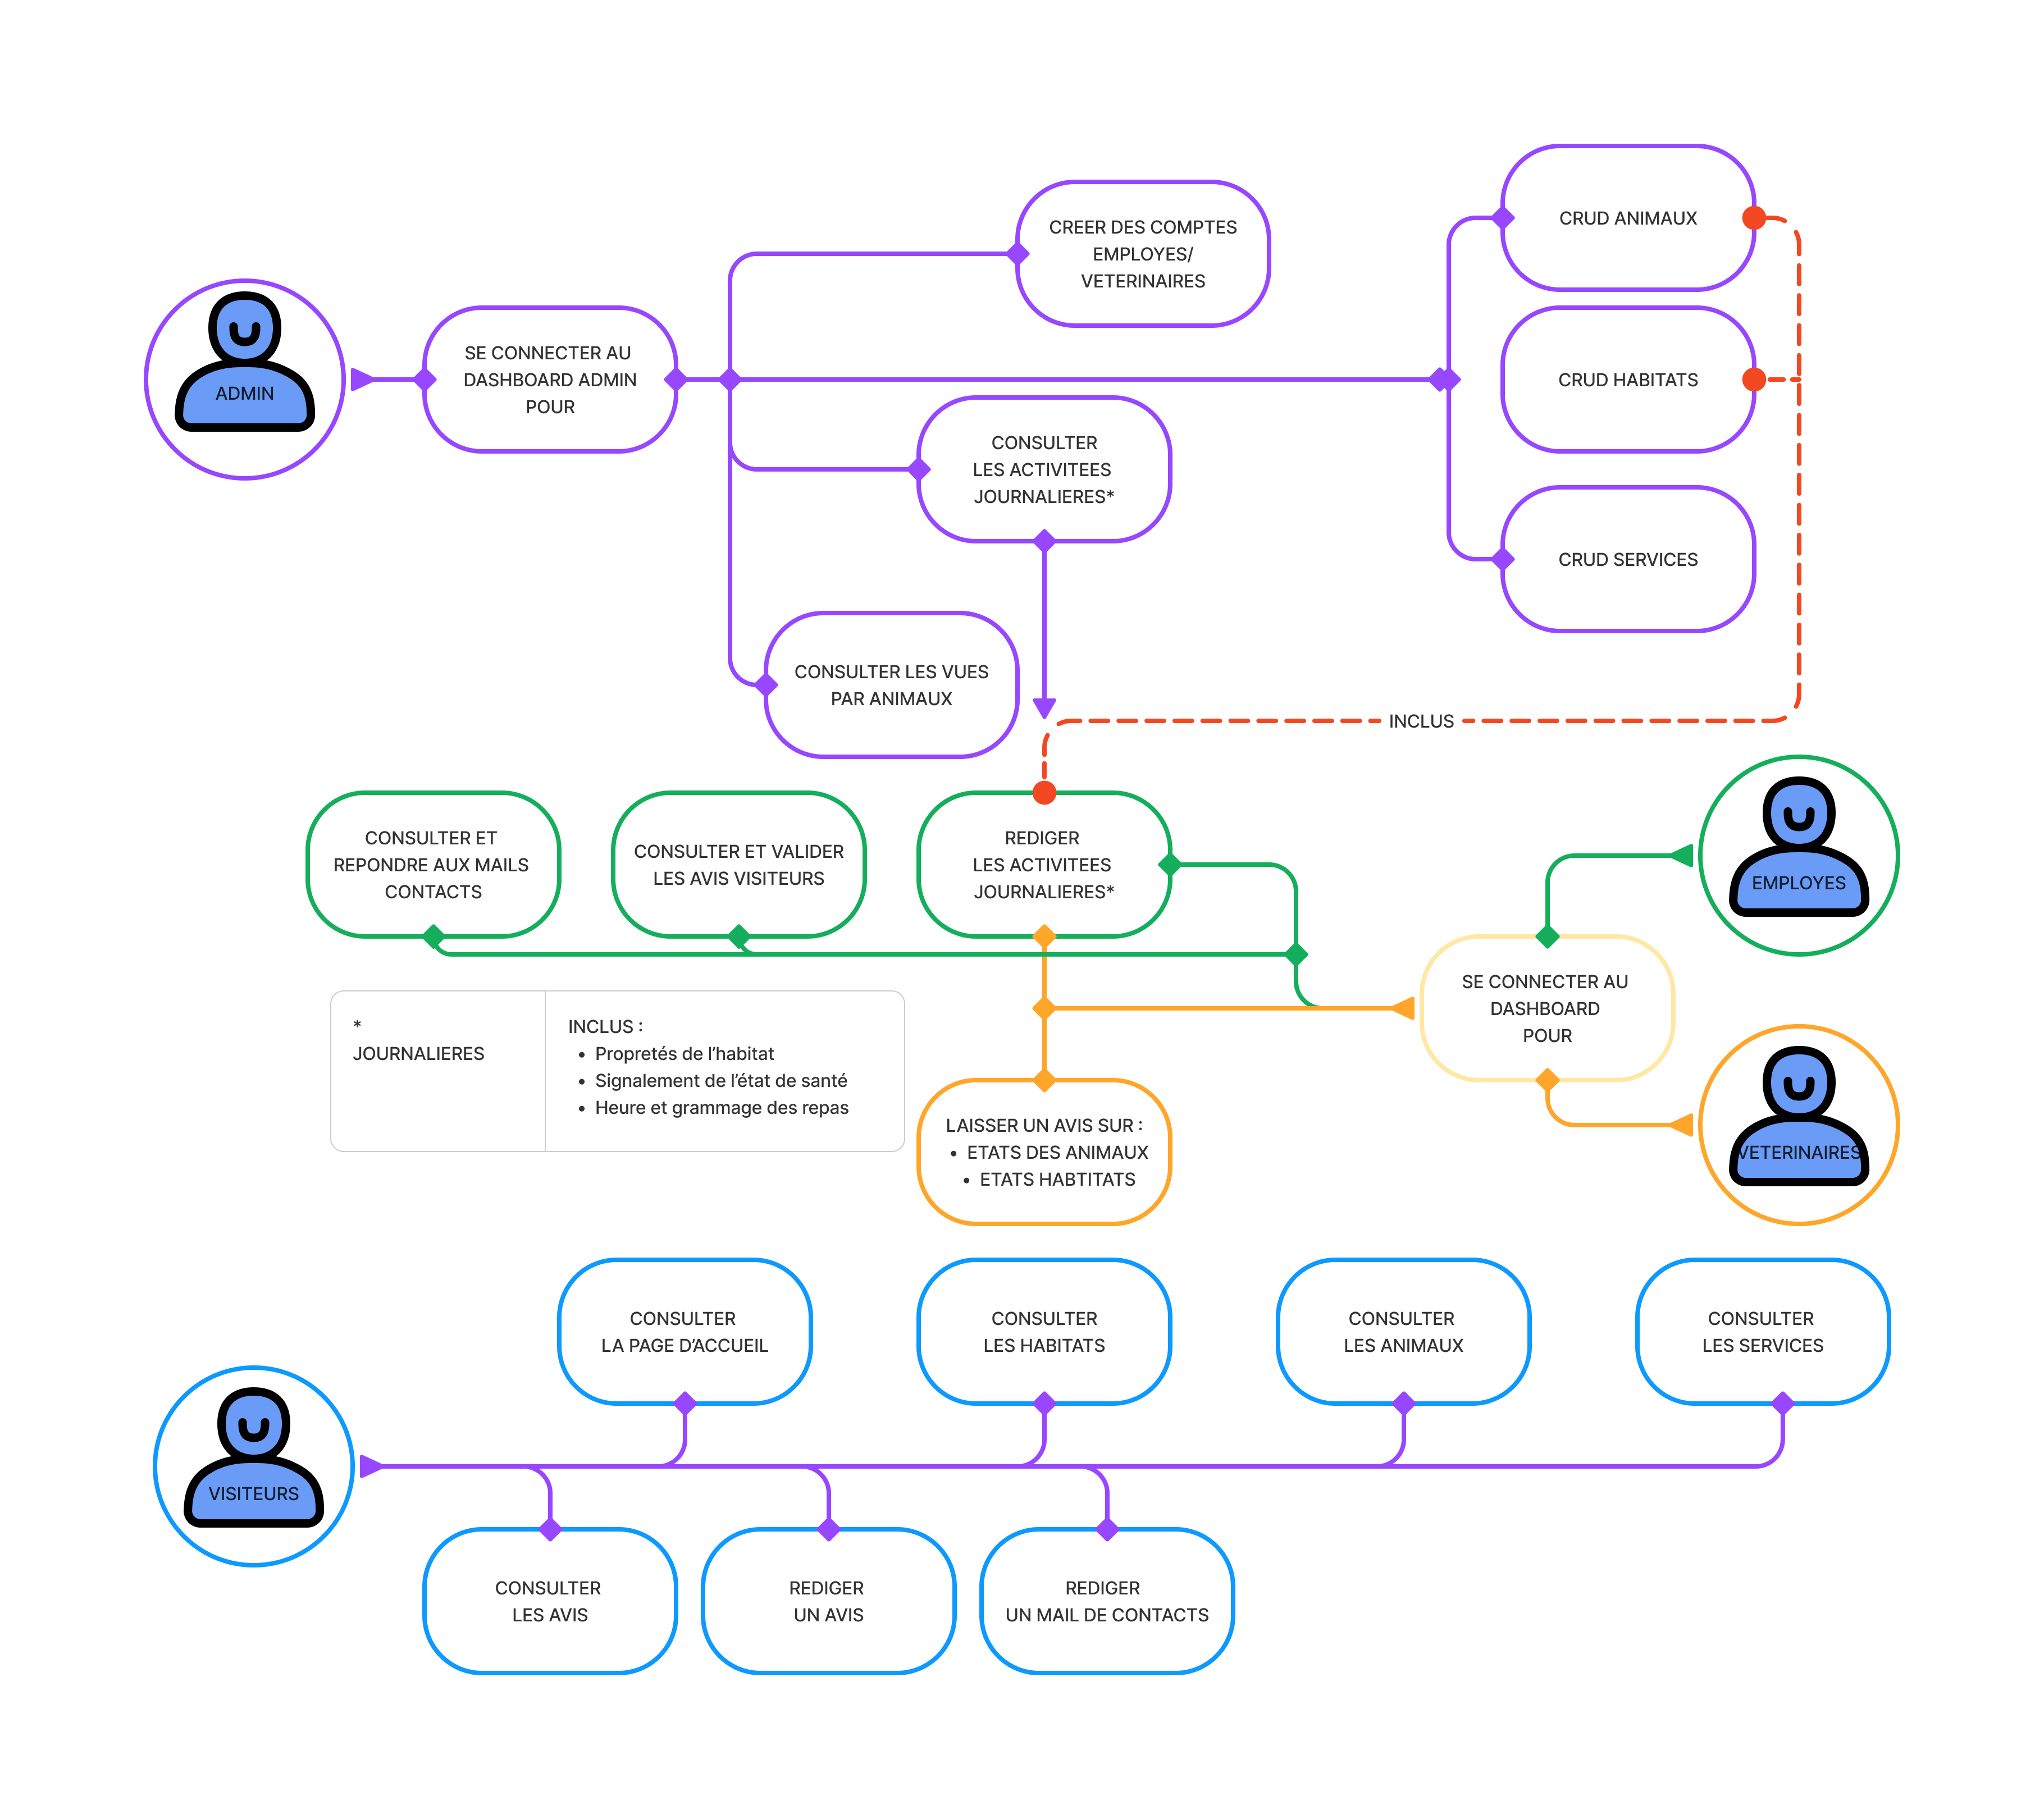 CRUD ANIMAUX
CREER DES COMPTES
EMPLOYES/
VETERINAIRES
ADMIN
SE CONNECTER AU
DASHBOARD ADMIN
POUR
CRUD HABITATS
CONSULTER
LES ACTIVITEES
JOURNALIERES*
CRUD SERVICES
CONSULTER LES VUES
PAR ANIMAUX
INCLUS
CONSULTER ET
REPONDRE AUX MAILS
CONTACTS
CONSULTER ET VALIDER
LES AVIS VISITEURS
REDIGER
LES ACTIVITEES
JOURNALIERES*
EMPLOYES
SE CONNECTER AU
DASHBOARD
POUR
*
JOURNALIERES
INCLUS :
• Propretés de l’habitat
• Signalement de l’état de santé
• Heure et grammage des repas
LAISSER UN AVIS SUR :
• ETATS DES ANIMAUX
• ETATS HABTITATS
VETERINAIRES
CONSULTER
LA PAGE D’ACCUEIL
CONSULTER
LES HABITATS
CONSULTER
LES ANIMAUX
CONSULTER
LES SERVICES
VISITEURS
CONSULTER
LES AVIS
REDIGER
UN AVIS
REDIGER
UN MAIL DE CONTACTS